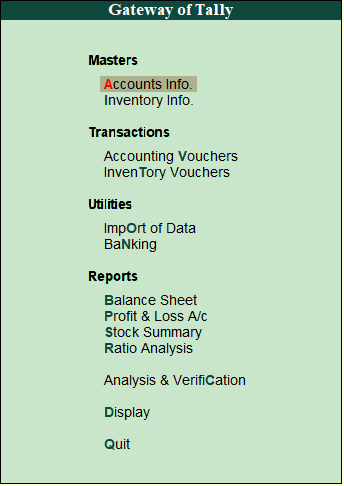 Gateway of Tally
Masters
Accounts Info.
Inventory Info.
Transactions
Accounting Vouchers
InvenTory Vouchers
Utilities
ImpOrt of Data
BaNking
Reports
Balance Sheet
Profit & Loss A/c
Stock Summary
Ratio Analysis
Analysis & VerifiCation
Display
Quit